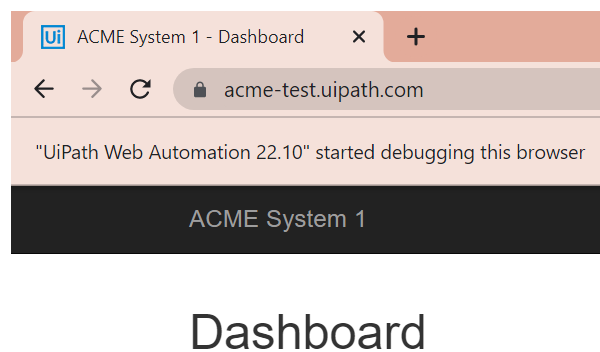 Ui ACME System 1 - Dashboard
acme-test.uipath.com
"UiPath Web Automation 22.10" started debugging this browser
ACME System 1
Dashboard